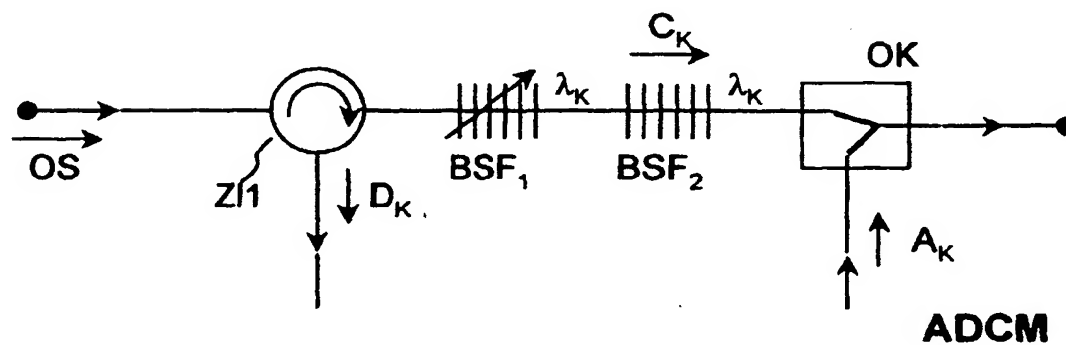 C_K
OK
λ_K
λ_K
OS
ZI1
D_K
BSF_1
BSF_2
A_K
ADCM